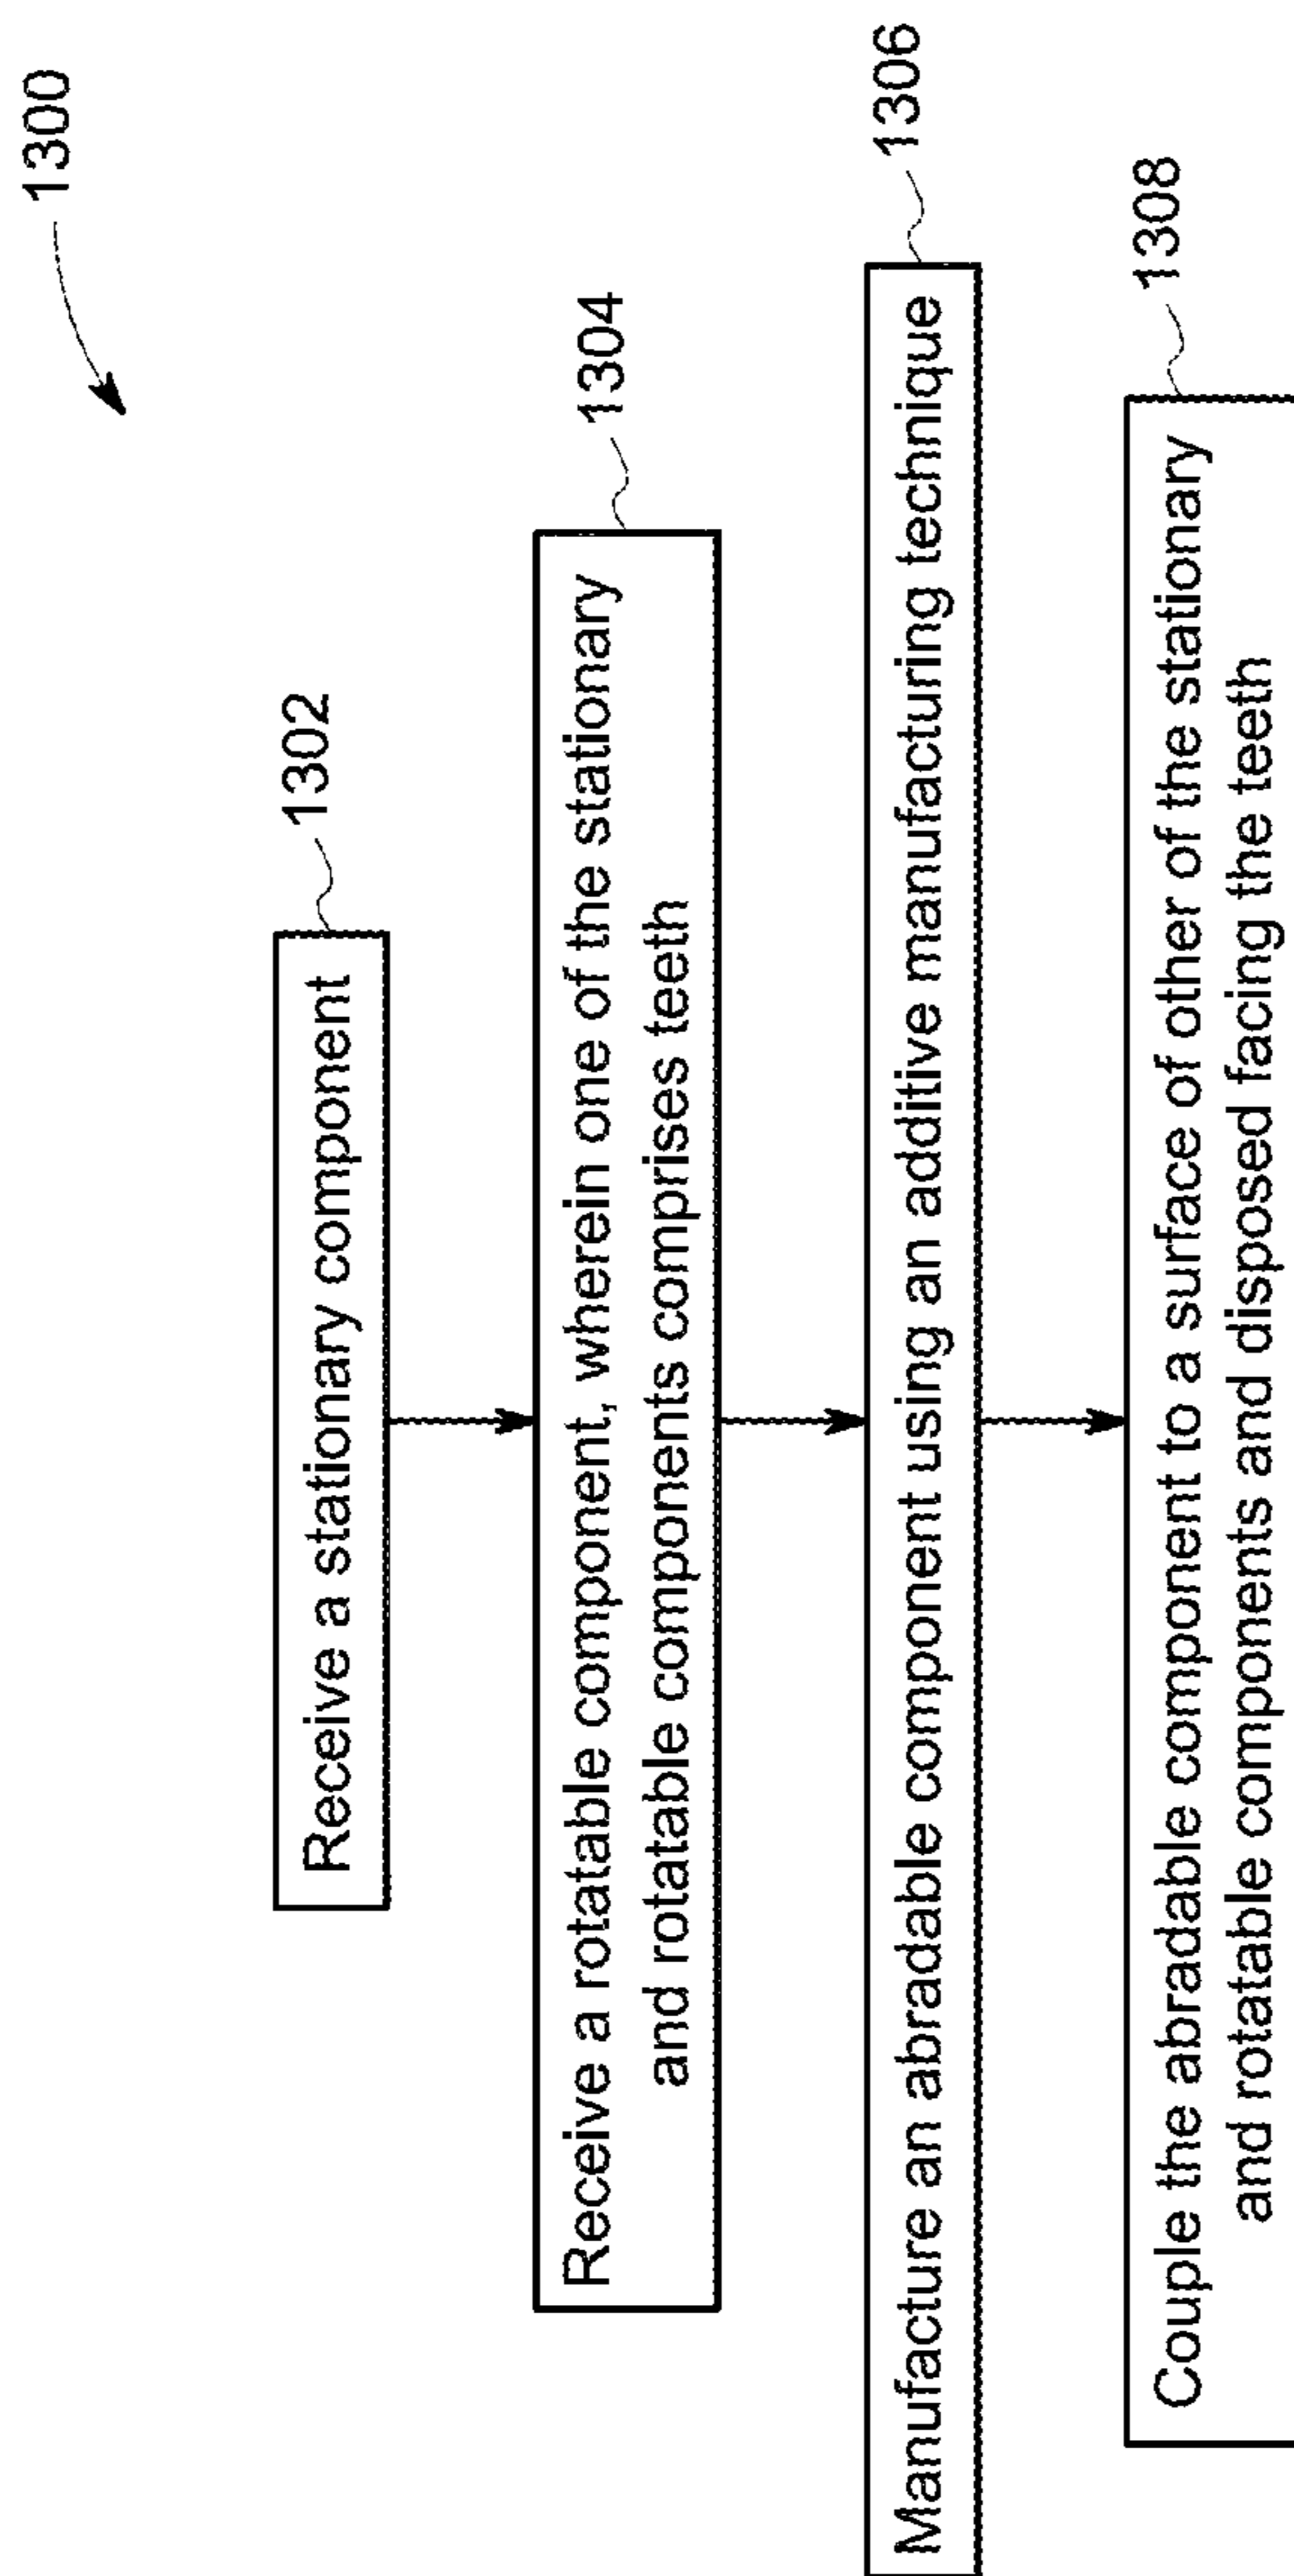 1300
Receive a stationary component
1302
Receive a rotatable component, wherein one of the stationary
and rotatable components comprises teeth
1304
Manufacture an abradable component using an additive manufacturing technique
1306
Couple the abradable component to a surface of other of the stationary
and rotatable components and disposed facing the teeth
1308